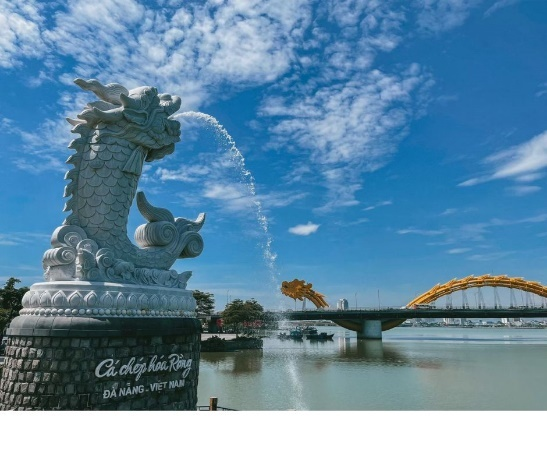 Cá chép hóa Rồng
ĐÀ NẴNG - VIỆT NAM